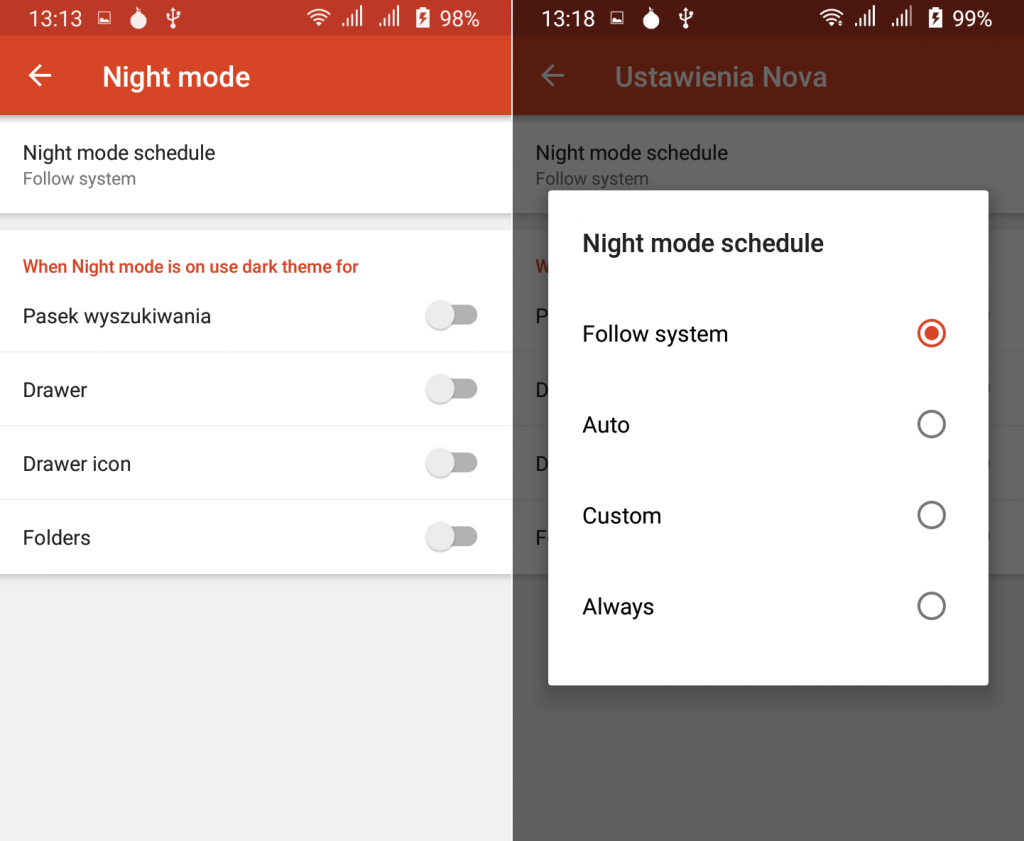 13:13
98%
Night mode
Night mode schedule
Follow system
When Night mode is on use dark theme for
Pasek wyszukiwania
Drawer
Drawer icon
Folders
13:18
99%
Ustawienia Nova
Night mode schedule
Follow system
W
P
D
D
F
Night mode schedule
Follow system
Auto
Custom
Always